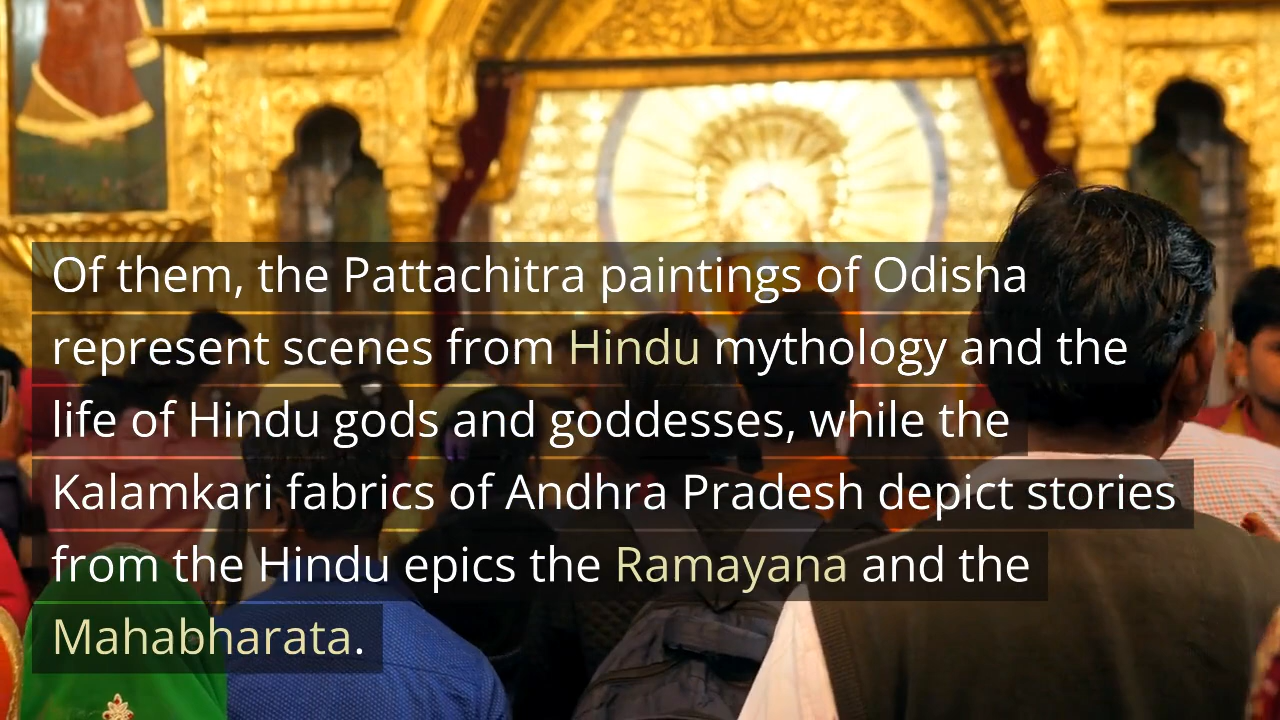 Of them, the Pattachitra paintings of Odisha
represent scenes from Hindu mythology and the
life of Hindu gods and goddesses, while the
Kalamkari fabrics of Andhra Pradesh depict stories
from the Hindu epics the Ramayana and the
Mahabharata.